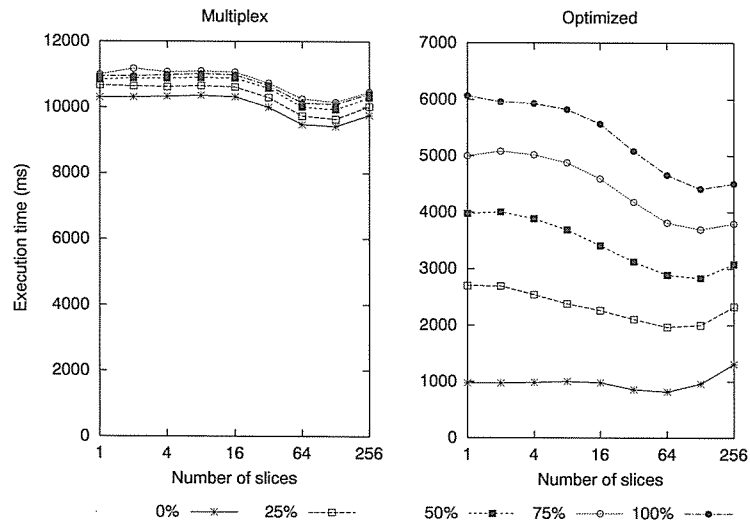 Multiplex
12000
10000
8000
6000
4000
2000
0
Execution time (ms)
1 4 16 64 256
Number of slices
Optimized
7000
6000
5000
4000
3000
2000
1000
0
1 4 16 64 256
Number of slices
0% 25% 50% 75% 100%